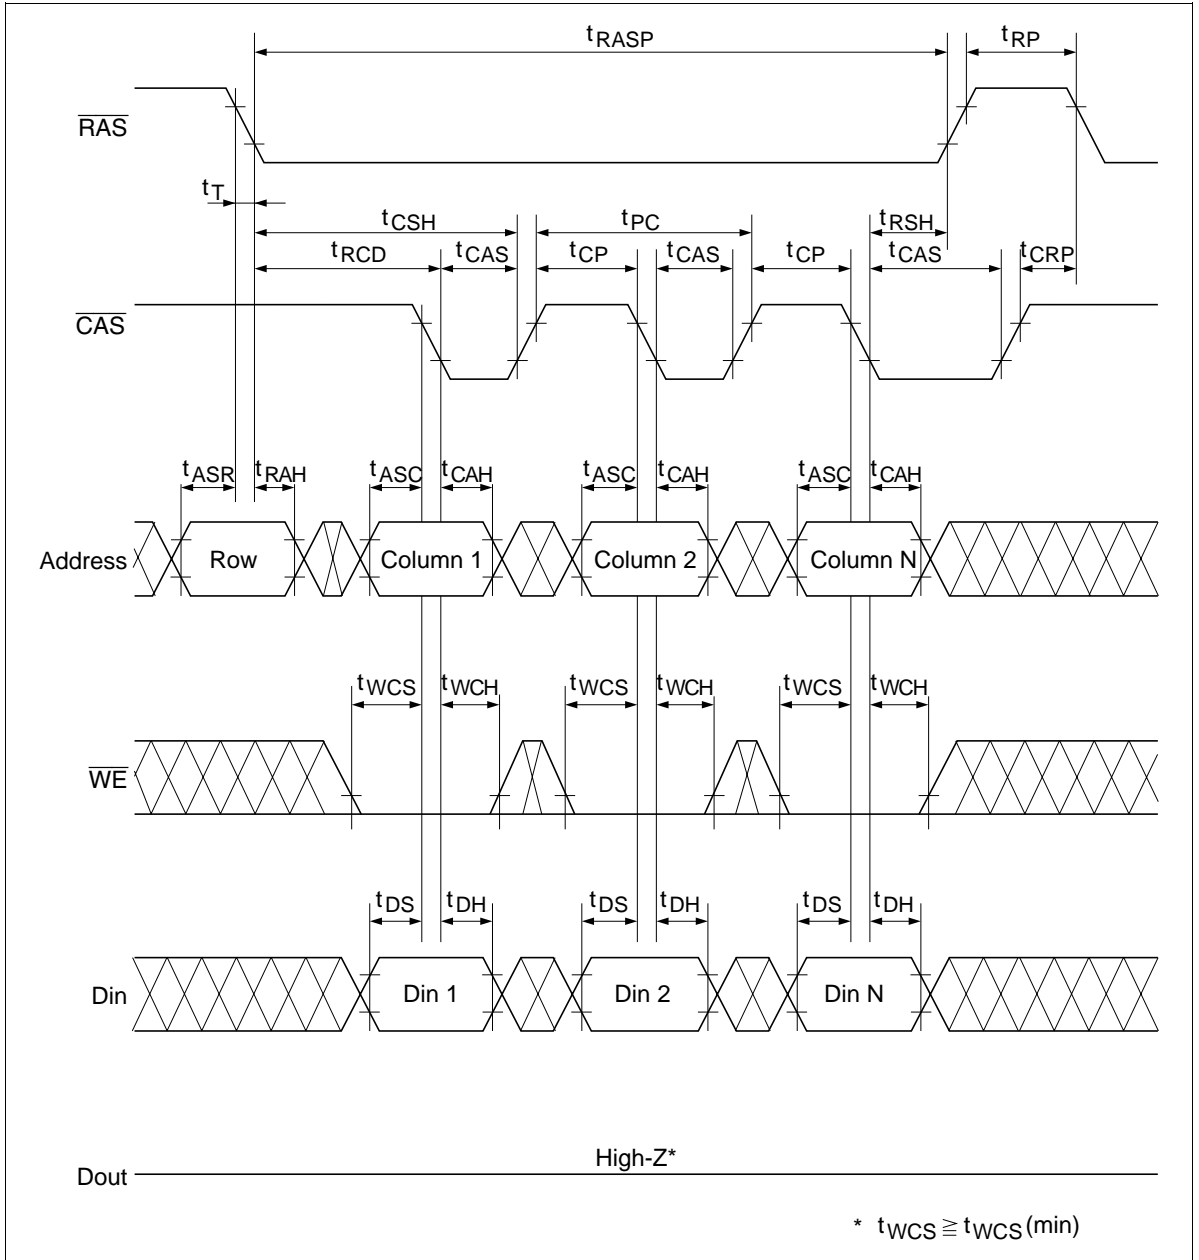 tRASP tRP
RAS
tT
tCSH tPC tRSH
tRCD tCAS tCP tCAS tCP tCAS tCRP
CAS
tASR tRAH tASC tCAH tASC tCAH tASC tCAH
Address Row Column 1 Column 2 Column N
tWCS tWCH tWCS tWCH tWCS tWCH
WE
tDS tDH tDS tDH tDS tDH
Din Din 1 Din 2 Din N
High-Z*
Dout
* tWCS ≧ tWCS(min)